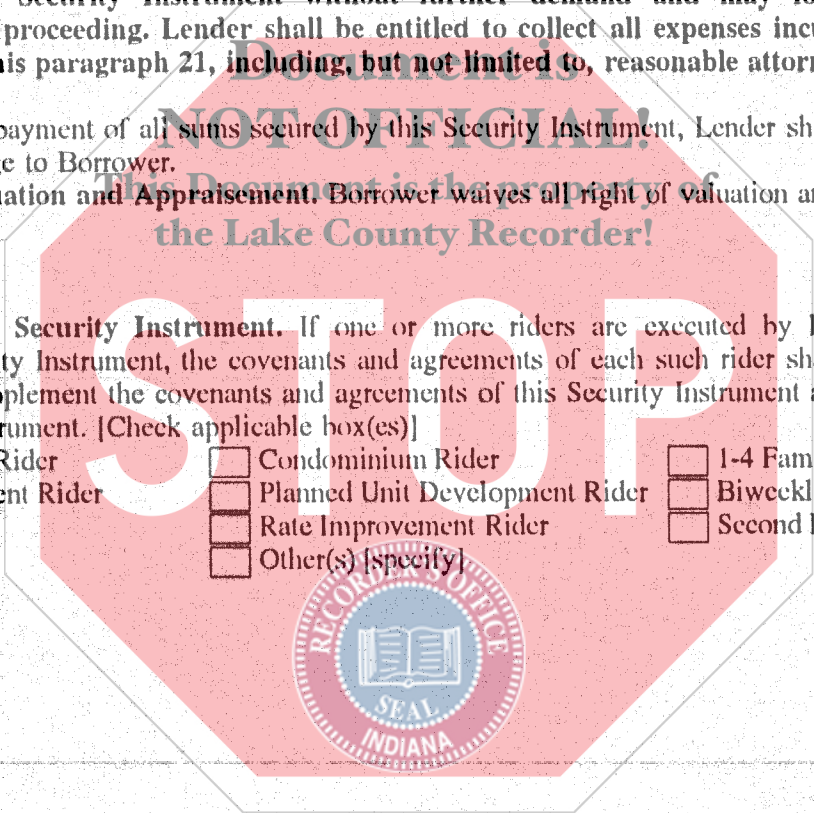 Security Instrument without further demand and may fo
proceeding. Lender shall be entitled to collect all expenses incu
is paragraph 21, including, but not limited to, reasonable attorn
Document is
NOT OFFICIAL!
payment of all sums secured by this Security Instrument, Lender sh
e to Borrower.
This Document is the property of
uation and Appraisement. Borrower waives all right of valuation a
the Lake County Recorder!
STOP
Security Instrument. If one or more riders are executed by
ty Instrument, the covenants and agreements of each such rider sh
plement the covenants and agreements of this Security Instrument a
rument. [Check applicable box(es)]
Rider Condominium Rider 1-4 Fam
ent Rider Planned Unit Development Rider Biweekl
Rate Improvement Rider Second
Other(s) [specify]
RECORDER'S OFFICE
SEAL
INDIANA